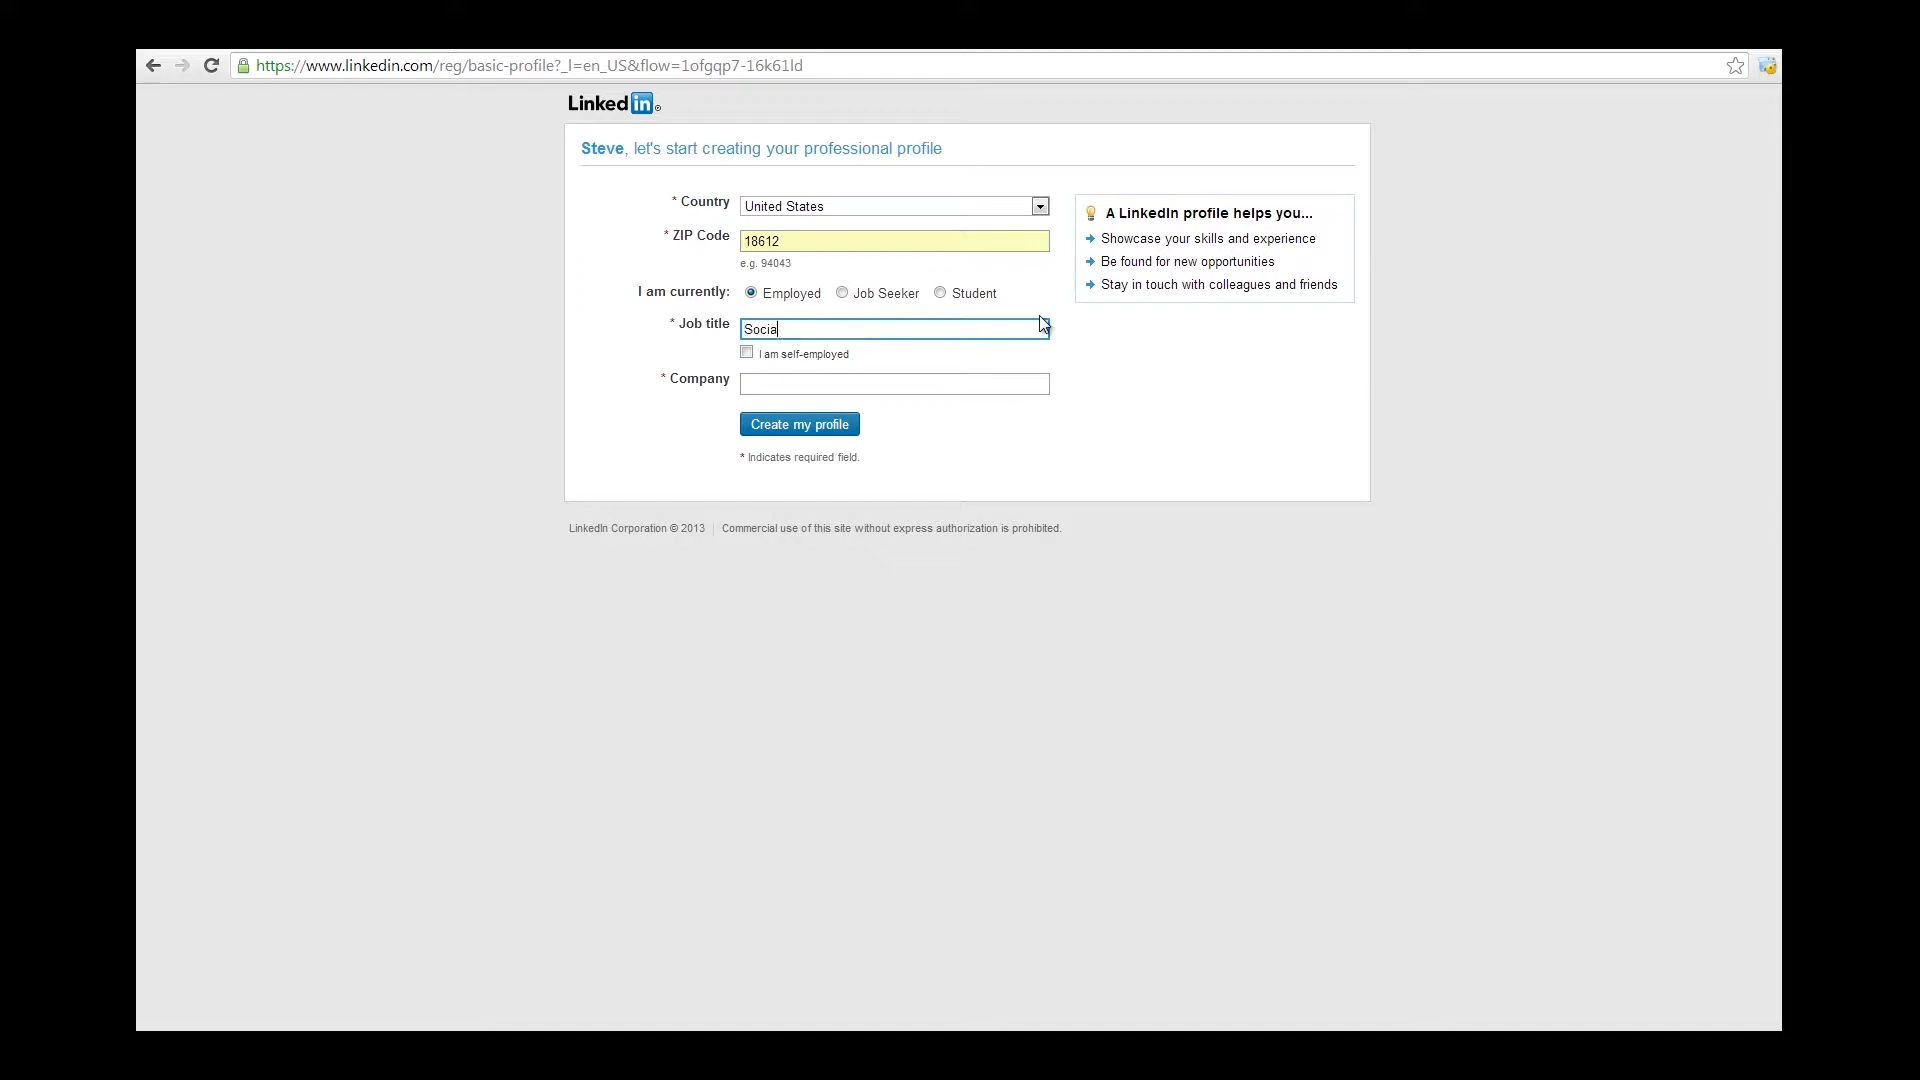 https://www.linkedin.com/reg/basic-profile?_l=en_US&flow=1ofgqp7-16k61ld
Linked in
Steve, let's start creating your professional profile
* Country United States
* ZIP Code 18612
e.g. 94043
I am currently: Employed Job Seeker Student
* Job title Socia
I am self-employed
* Company
Create my profile
* Indicates required field.
A LinkedIn profile helps you...
Showcase your skills and experience
Be found for new opportunities
Stay in touch with colleagues and friends
LinkedIn Corporation © 2013 Commercial use of this site without express authorization is prohibited.